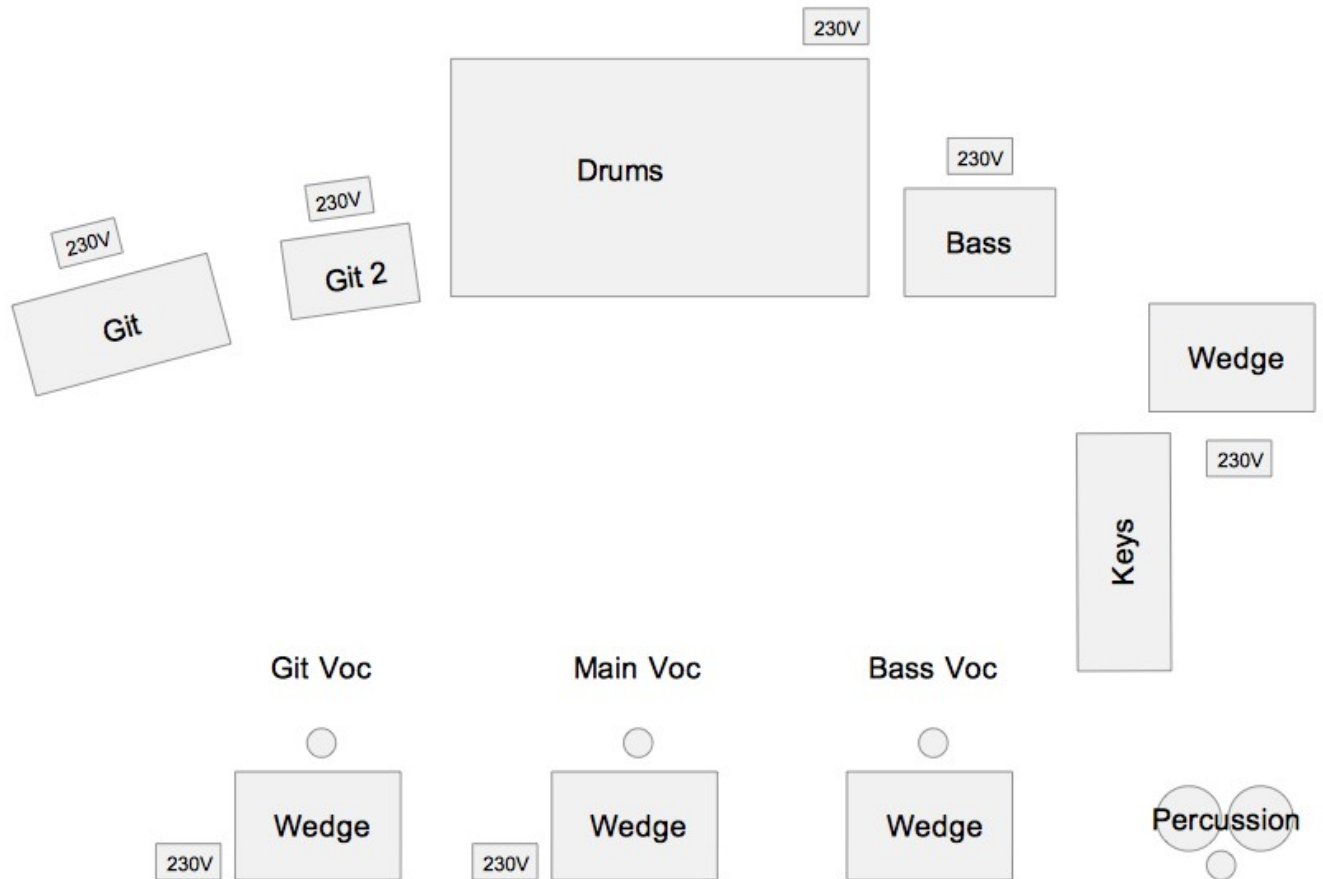 230V
Drums
230V
Bass
230V
Git 2
230V
Git
Wedge
230V
Keys
Git Voc
Main Voc
Bass Voc
Wedge
Wedge
Wedge
Percussion
230V
230V